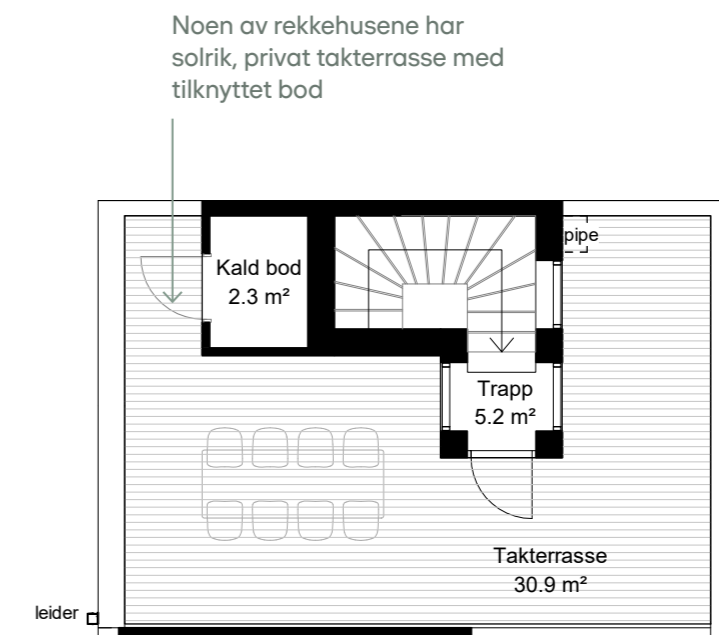 Noen av rekkehusene har
solrik, privat takterrasse med
tilknyttet bod
pipe
Kald bod
2.3 m²
Trapp
5.2 m²
Takterrasse
30.9 m²
leider